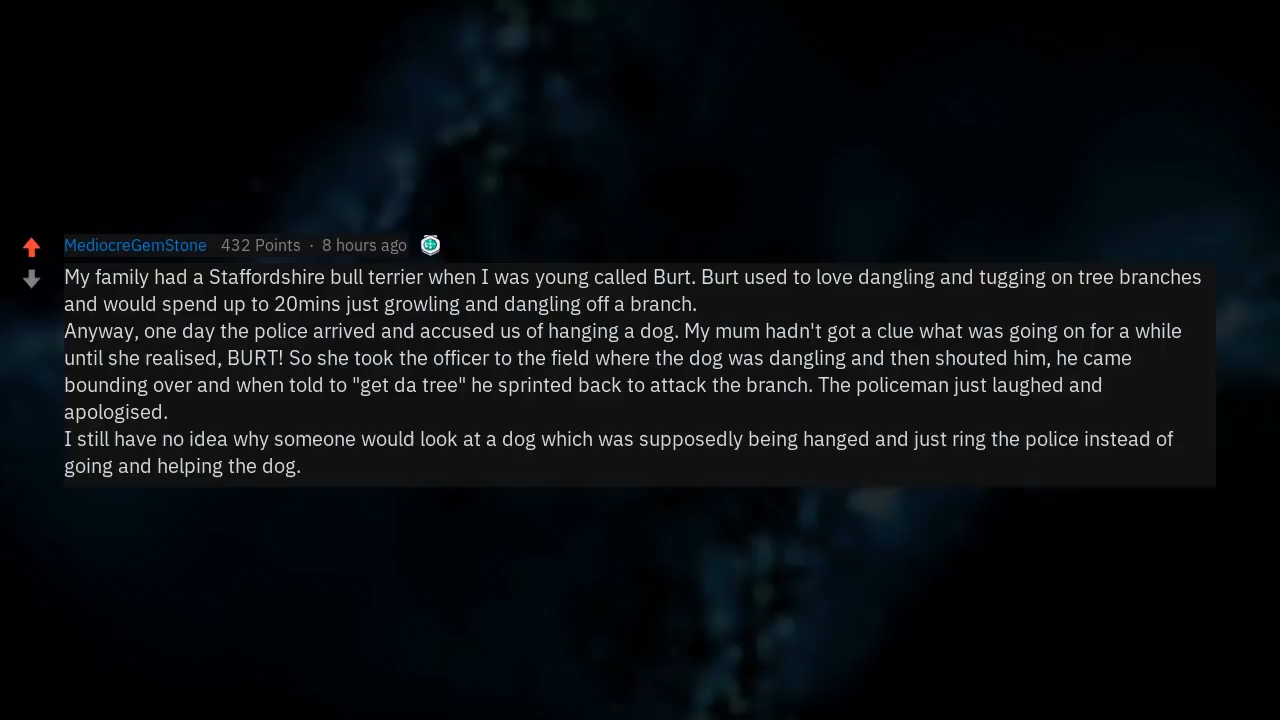 MediocreGemStone 432 Points · 8 hours ago
My family had a Staffordshire bull terrier when I was young called Burt. Burt used to love dangling and tugging on tree branches
and would spend up to 20mins just growling and dangling off a branch.
Anyway, one day the police arrived and accused us of hanging a dog. My mum hadn't got a clue what was going on for a while
until she realised, BURT! So she took the officer to the field where the dog was dangling and then shouted him, he came
bounding over and when told to "get da tree" he sprinted back to attack the branch. The policeman just laughed and
apologised.
I still have no idea why someone would look at a dog which was supposedly being hanged and just ring the police instead of
going and helping the dog.